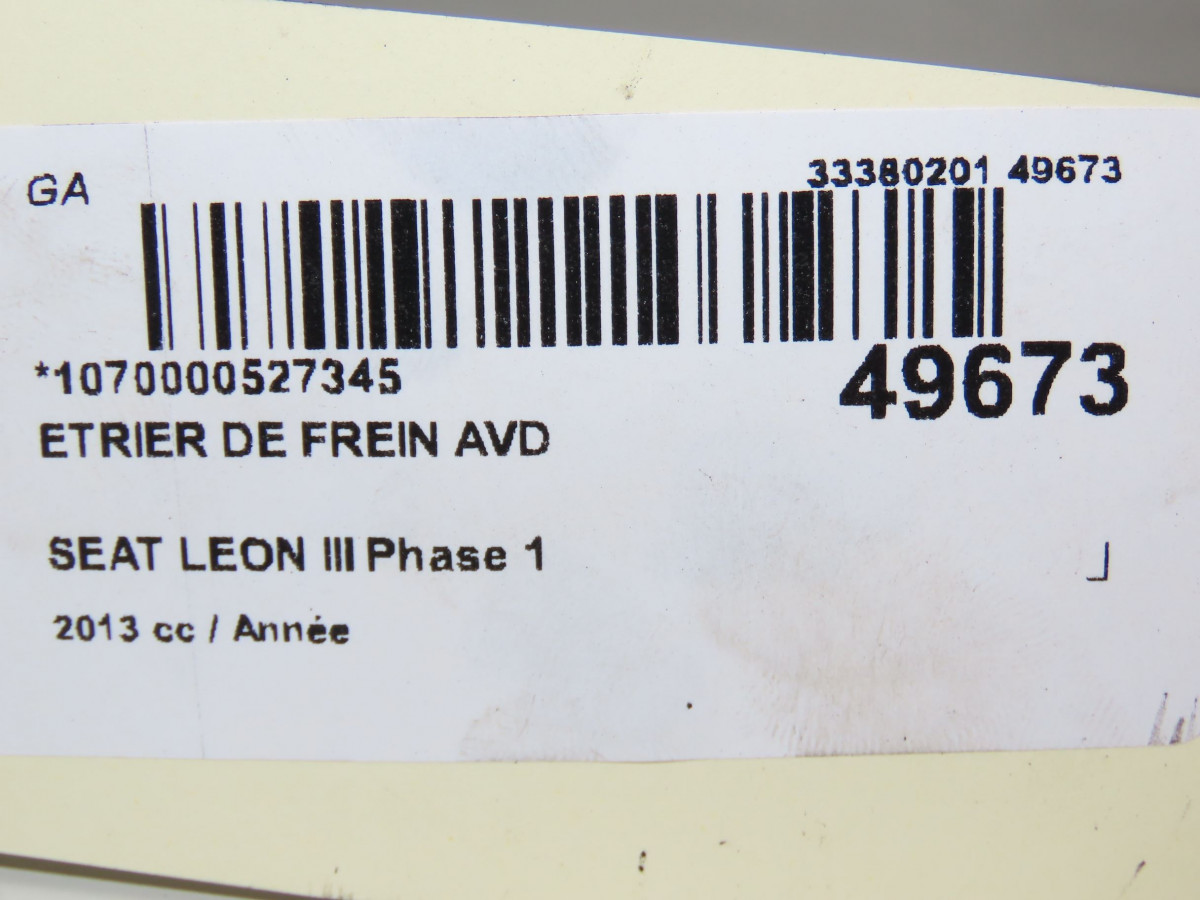 GA
33380201 49673
*1070000527345
49673
ETRIER DE FREIN AVD
SEAT LEON III Phase 1
2013 cc / Année